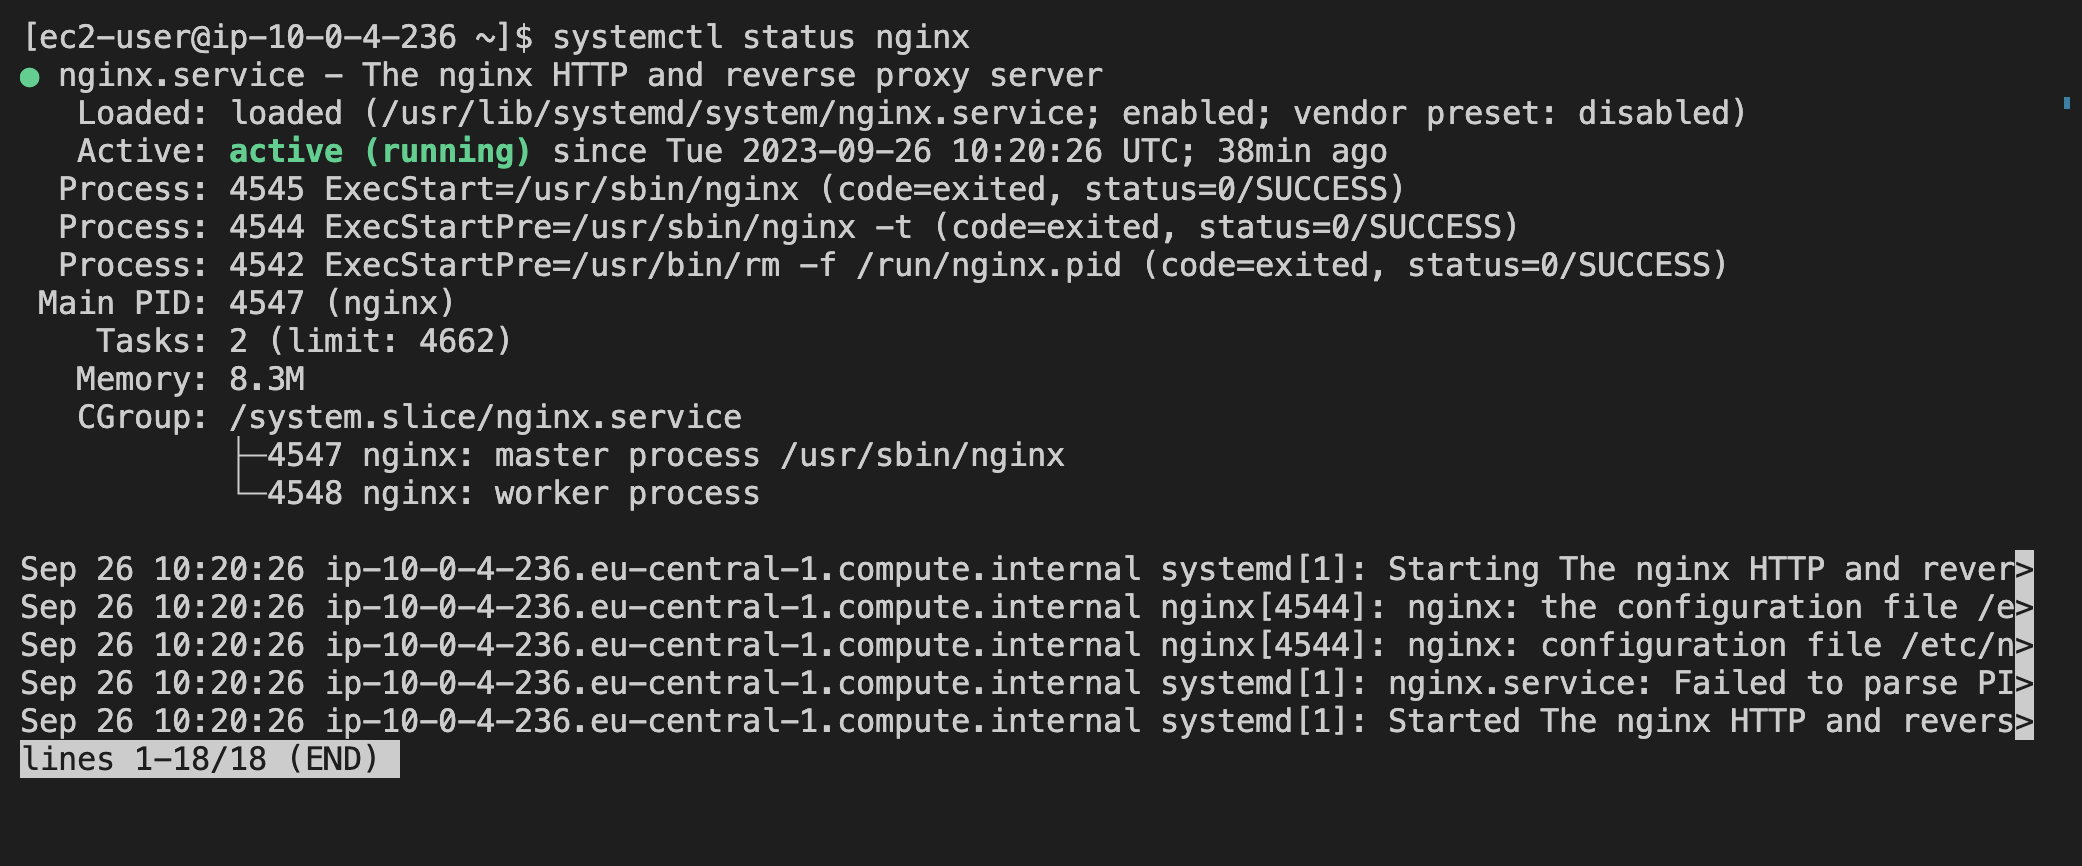 [ec2-user@ip-10-0-4-236 ~]$ systemctl status nginx
● nginx.service - The nginx HTTP and reverse proxy server
   Loaded: loaded (/usr/lib/systemd/system/nginx.service; enabled; vendor preset: disabled)
   Active: active (running) since Tue 2023-09-26 10:20:26 UTC; 38min ago
  Process: 4545 ExecStart=/usr/sbin/nginx (code=exited, status=0/SUCCESS)
  Process: 4544 ExecStartPre=/usr/sbin/nginx -t (code=exited, status=0/SUCCESS)
  Process: 4542 ExecStartPre=/usr/bin/rm -f /run/nginx.pid (code=exited, status=0/SUCCESS)
 Main PID: 4547 (nginx)
    Tasks: 2 (limit: 4662)
   Memory: 8.3M
   CGroup: /system.slice/nginx.service
           ├─4547 nginx: master process /usr/sbin/nginx
           └─4548 nginx: worker process

Sep 26 10:20:26 ip-10-0-4-236.eu-central-1.compute.internal systemd[1]: Starting The nginx HTTP and rever>
Sep 26 10:20:26 ip-10-0-4-236.eu-central-1.compute.internal nginx[4544]: nginx: the configuration file /e>
Sep 26 10:20:26 ip-10-0-4-236.eu-central-1.compute.internal nginx[4544]: nginx: configuration file /etc/n>
Sep 26 10:20:26 ip-10-0-4-236.eu-central-1.compute.internal systemd[1]: nginx.service: Failed to parse PI>
Sep 26 10:20:26 ip-10-0-4-236.eu-central-1.compute.internal systemd[1]: Started The nginx HTTP and revers>
lines 1-18/18 (END)